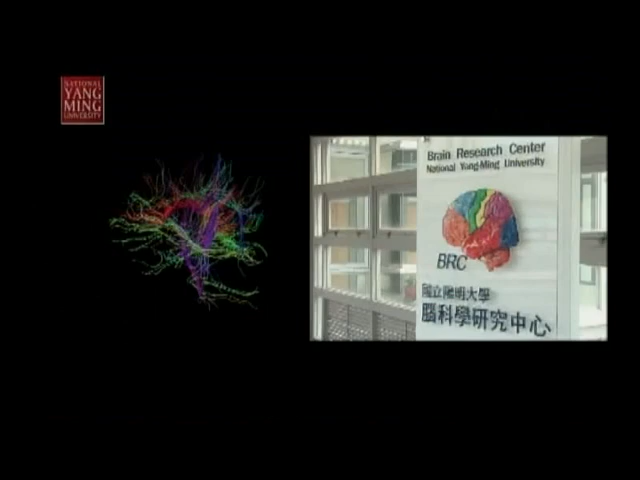 NATIONAL
YANG
MING
UNIVERSITY
Brain Research Center
National Yang-Ming University
BRC
國立陽明大學
腦科學研究中心